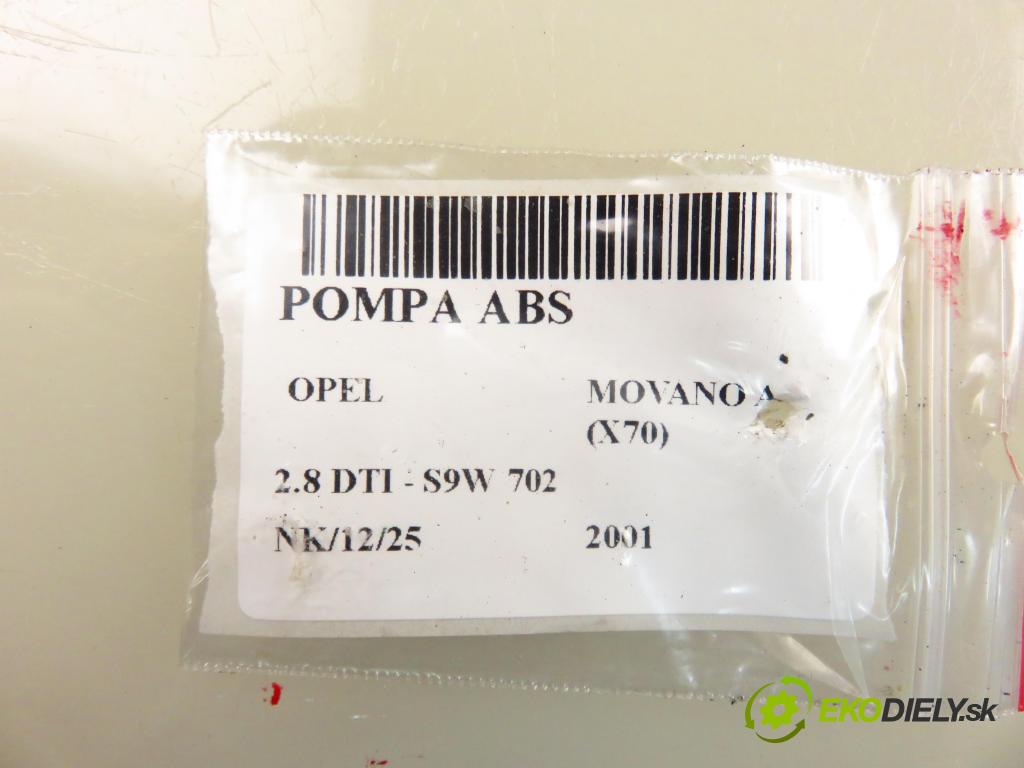 POMPA ABS
OPEL MOVANO A
(X70)
2.8 DTI - S9W 702
NK/12/25 2001
EKODIELY.sk